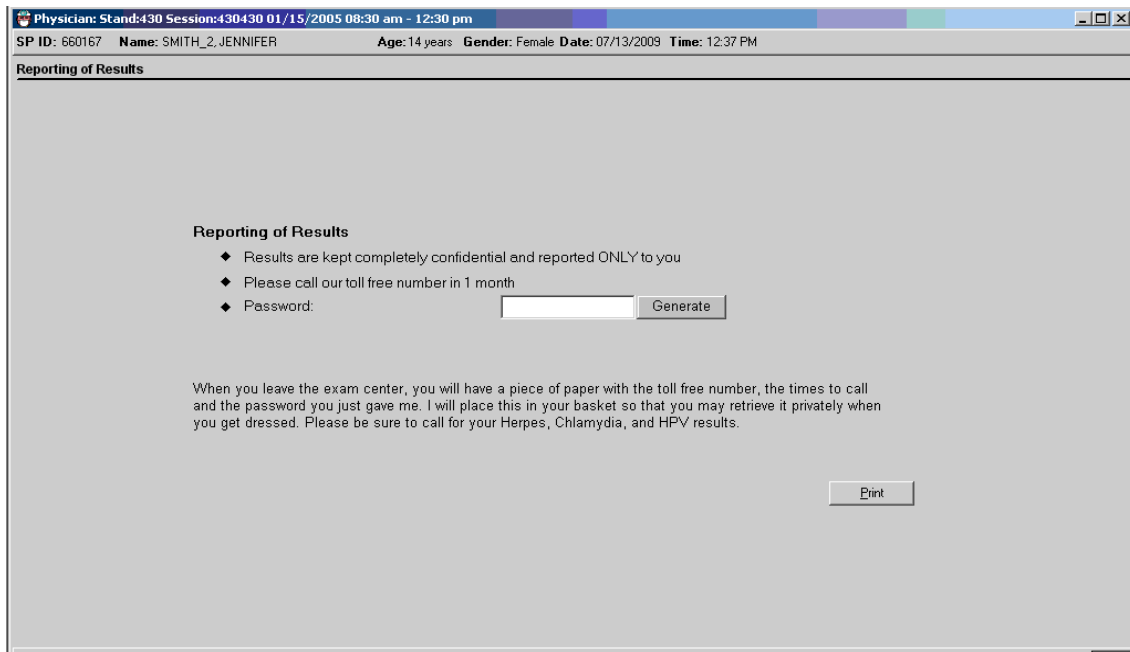 Physician: Stand:430 Session:430430 01/15/2005 08:30 am - 12:30 pm
SP ID: 660167 Name: SMITH_2, JENNIFER Age: 14 years Gender: Female Date: 07/13/2009 Time: 12:37 PM
Reporting of Results
Reporting of Results
◆ Results are kept completely confidential and reported ONLY to you
◆ Please call our toll free number in 1 month
◆ Password: Generate
When you leave the exam center, you will have a piece of paper with the toll free number, the times to call
and the password you just gave me. I will place this in your basket so that you may retrieve it privately when
you get dressed. Please be sure to call for your Herpes, Chlamydia, and HPV results.
Print